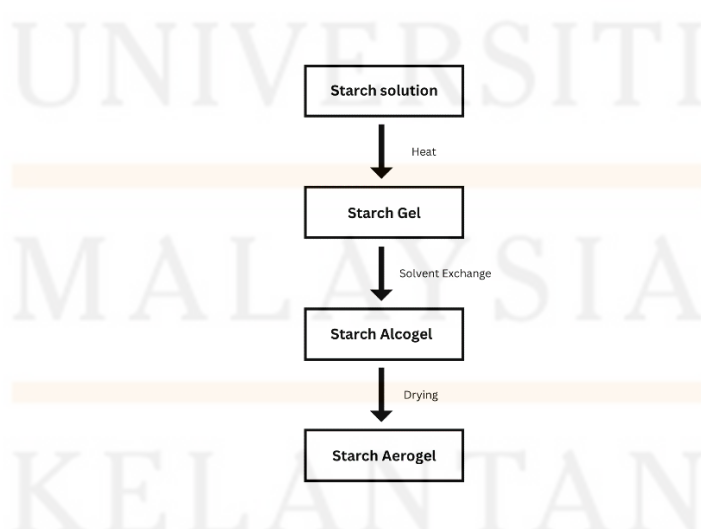 UNIVERSITI
Starch solution
Heat
Starch Gel
Solvent Exchange
MALAYSIA
Starch Alcogel
Drying
Starch Aerogel
KELANTAN